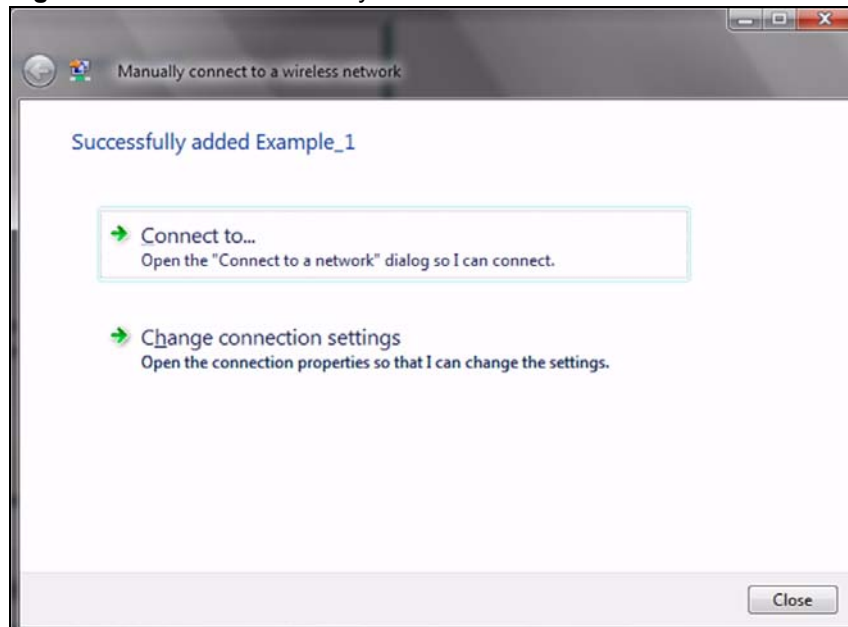 Manually connect to a wireless network
Successfully added Example_1
Connect to...
Open the "Connect to a network" dialog so I can connect.
Change connection settings
Open the connection properties so that I can change the settings.
Close